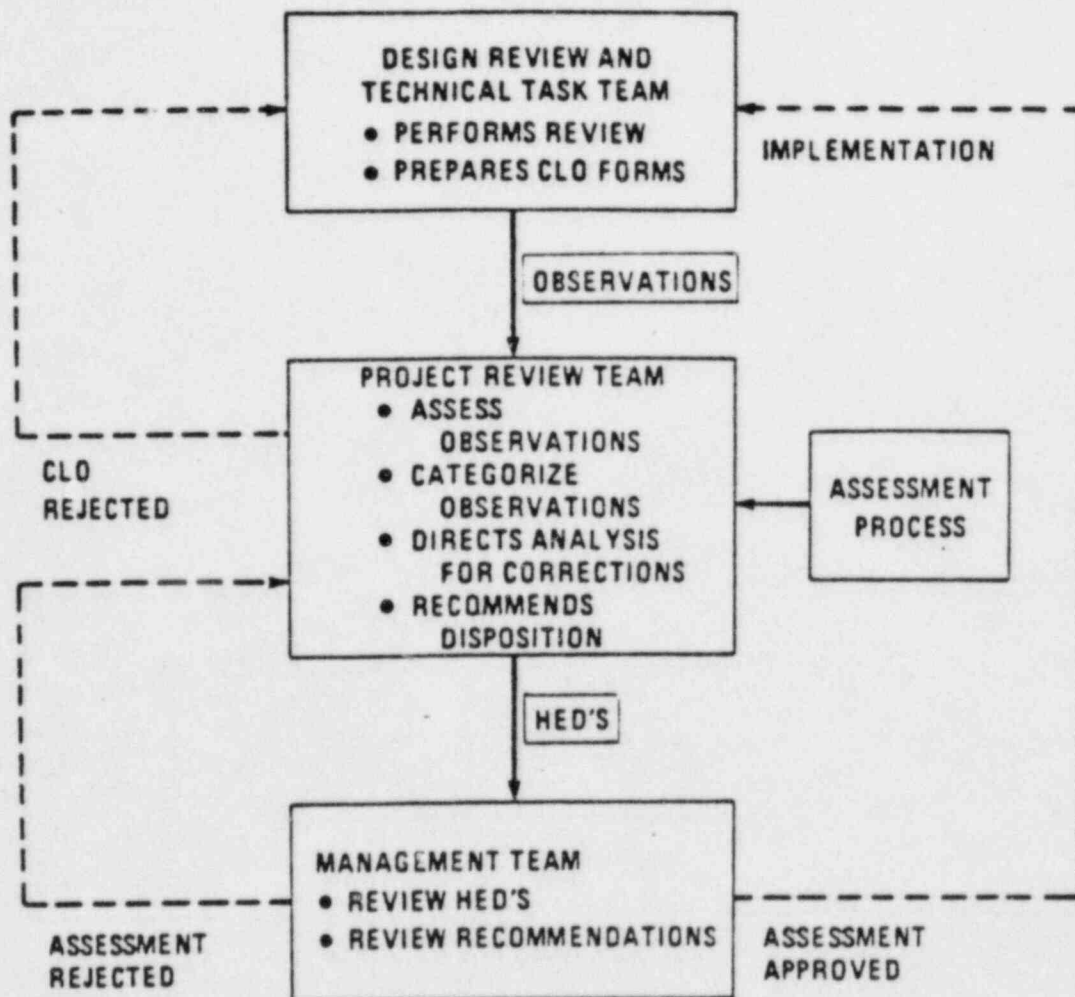 DESIGN REVIEW AND
TECHNICAL TASK TEAM
• PERFORMS REVIEW
• PREPARES CLO FORMS
IMPLEMENTATION
OBSERVATIONS
PROJECT REVIEW TEAM
• ASSESS
OBSERVATIONS
• CATEGORIZE
OBSERVATIONS
• DIRECTS ANALYSIS
FOR CORRECTIONS
• RECOMMENDS
DISPOSITION
CLO
REJECTED
ASSESSMENT
PROCESS
HED'S
MANAGEMENT TEAM
• REVIEW HED'S
• REVIEW RECOMMENDATIONS
ASSESSMENT
REJECTED
ASSESSMENT
APPROVED